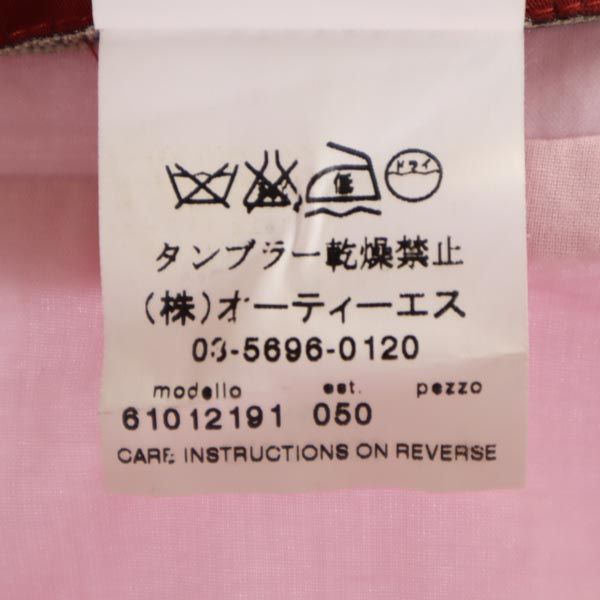 低 ドライ
タンブラー乾燥禁止
(株)オーティーエス
03-5696-0120
modello est. pezzo
61012191 050
CARE INSTRUCTIONS ON REVERSE